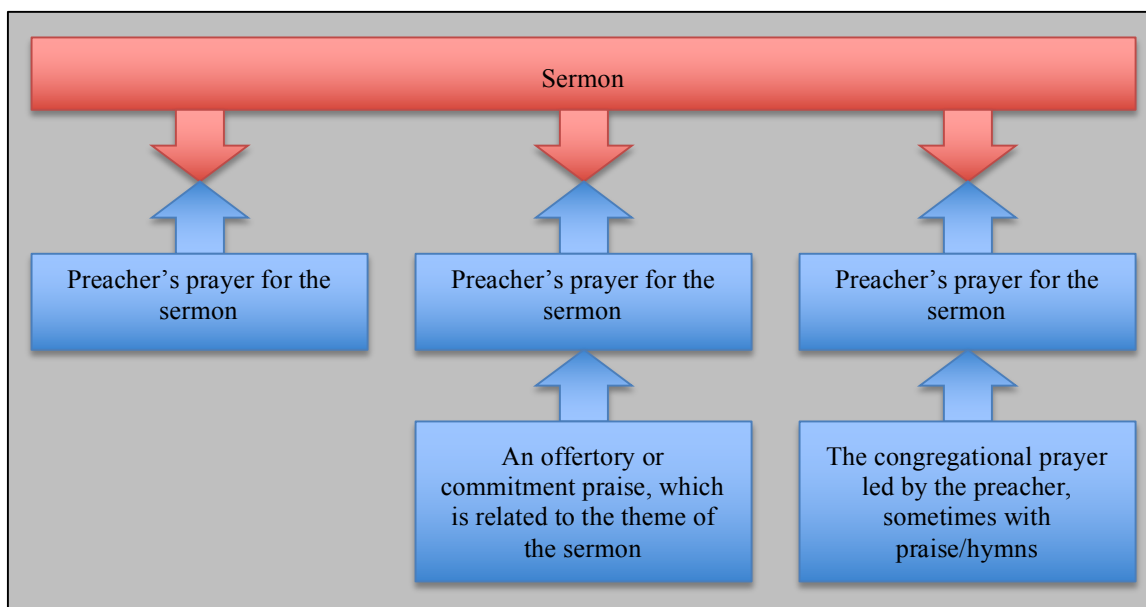 Sermon
Preacher’s prayer for the
sermon
Preacher’s prayer for the
sermon
Preacher’s prayer for the
sermon
An offertory or
commitment praise, which
is related to the theme of
the sermon
The congregational prayer
led by the preacher,
sometimes with
praise/hymns